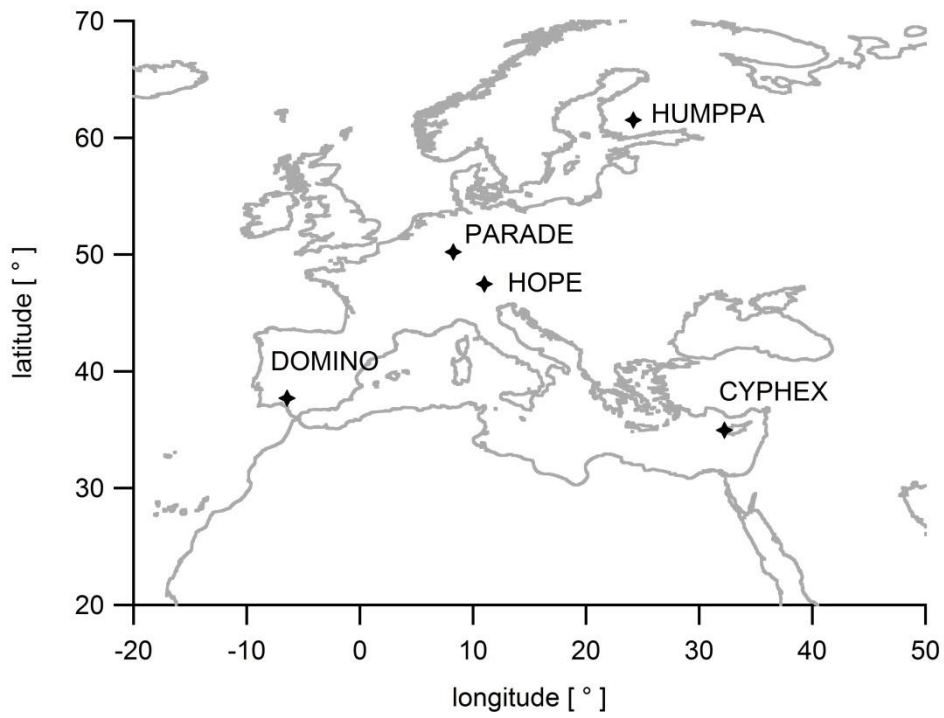 70
60
50
40
30
20
latitude [ ° ]
HUMPPA
PARADE
HOPE
DOMINO
CYPHEX
-20 -10 0 10 20 30 40 50
longitude [ ° ]